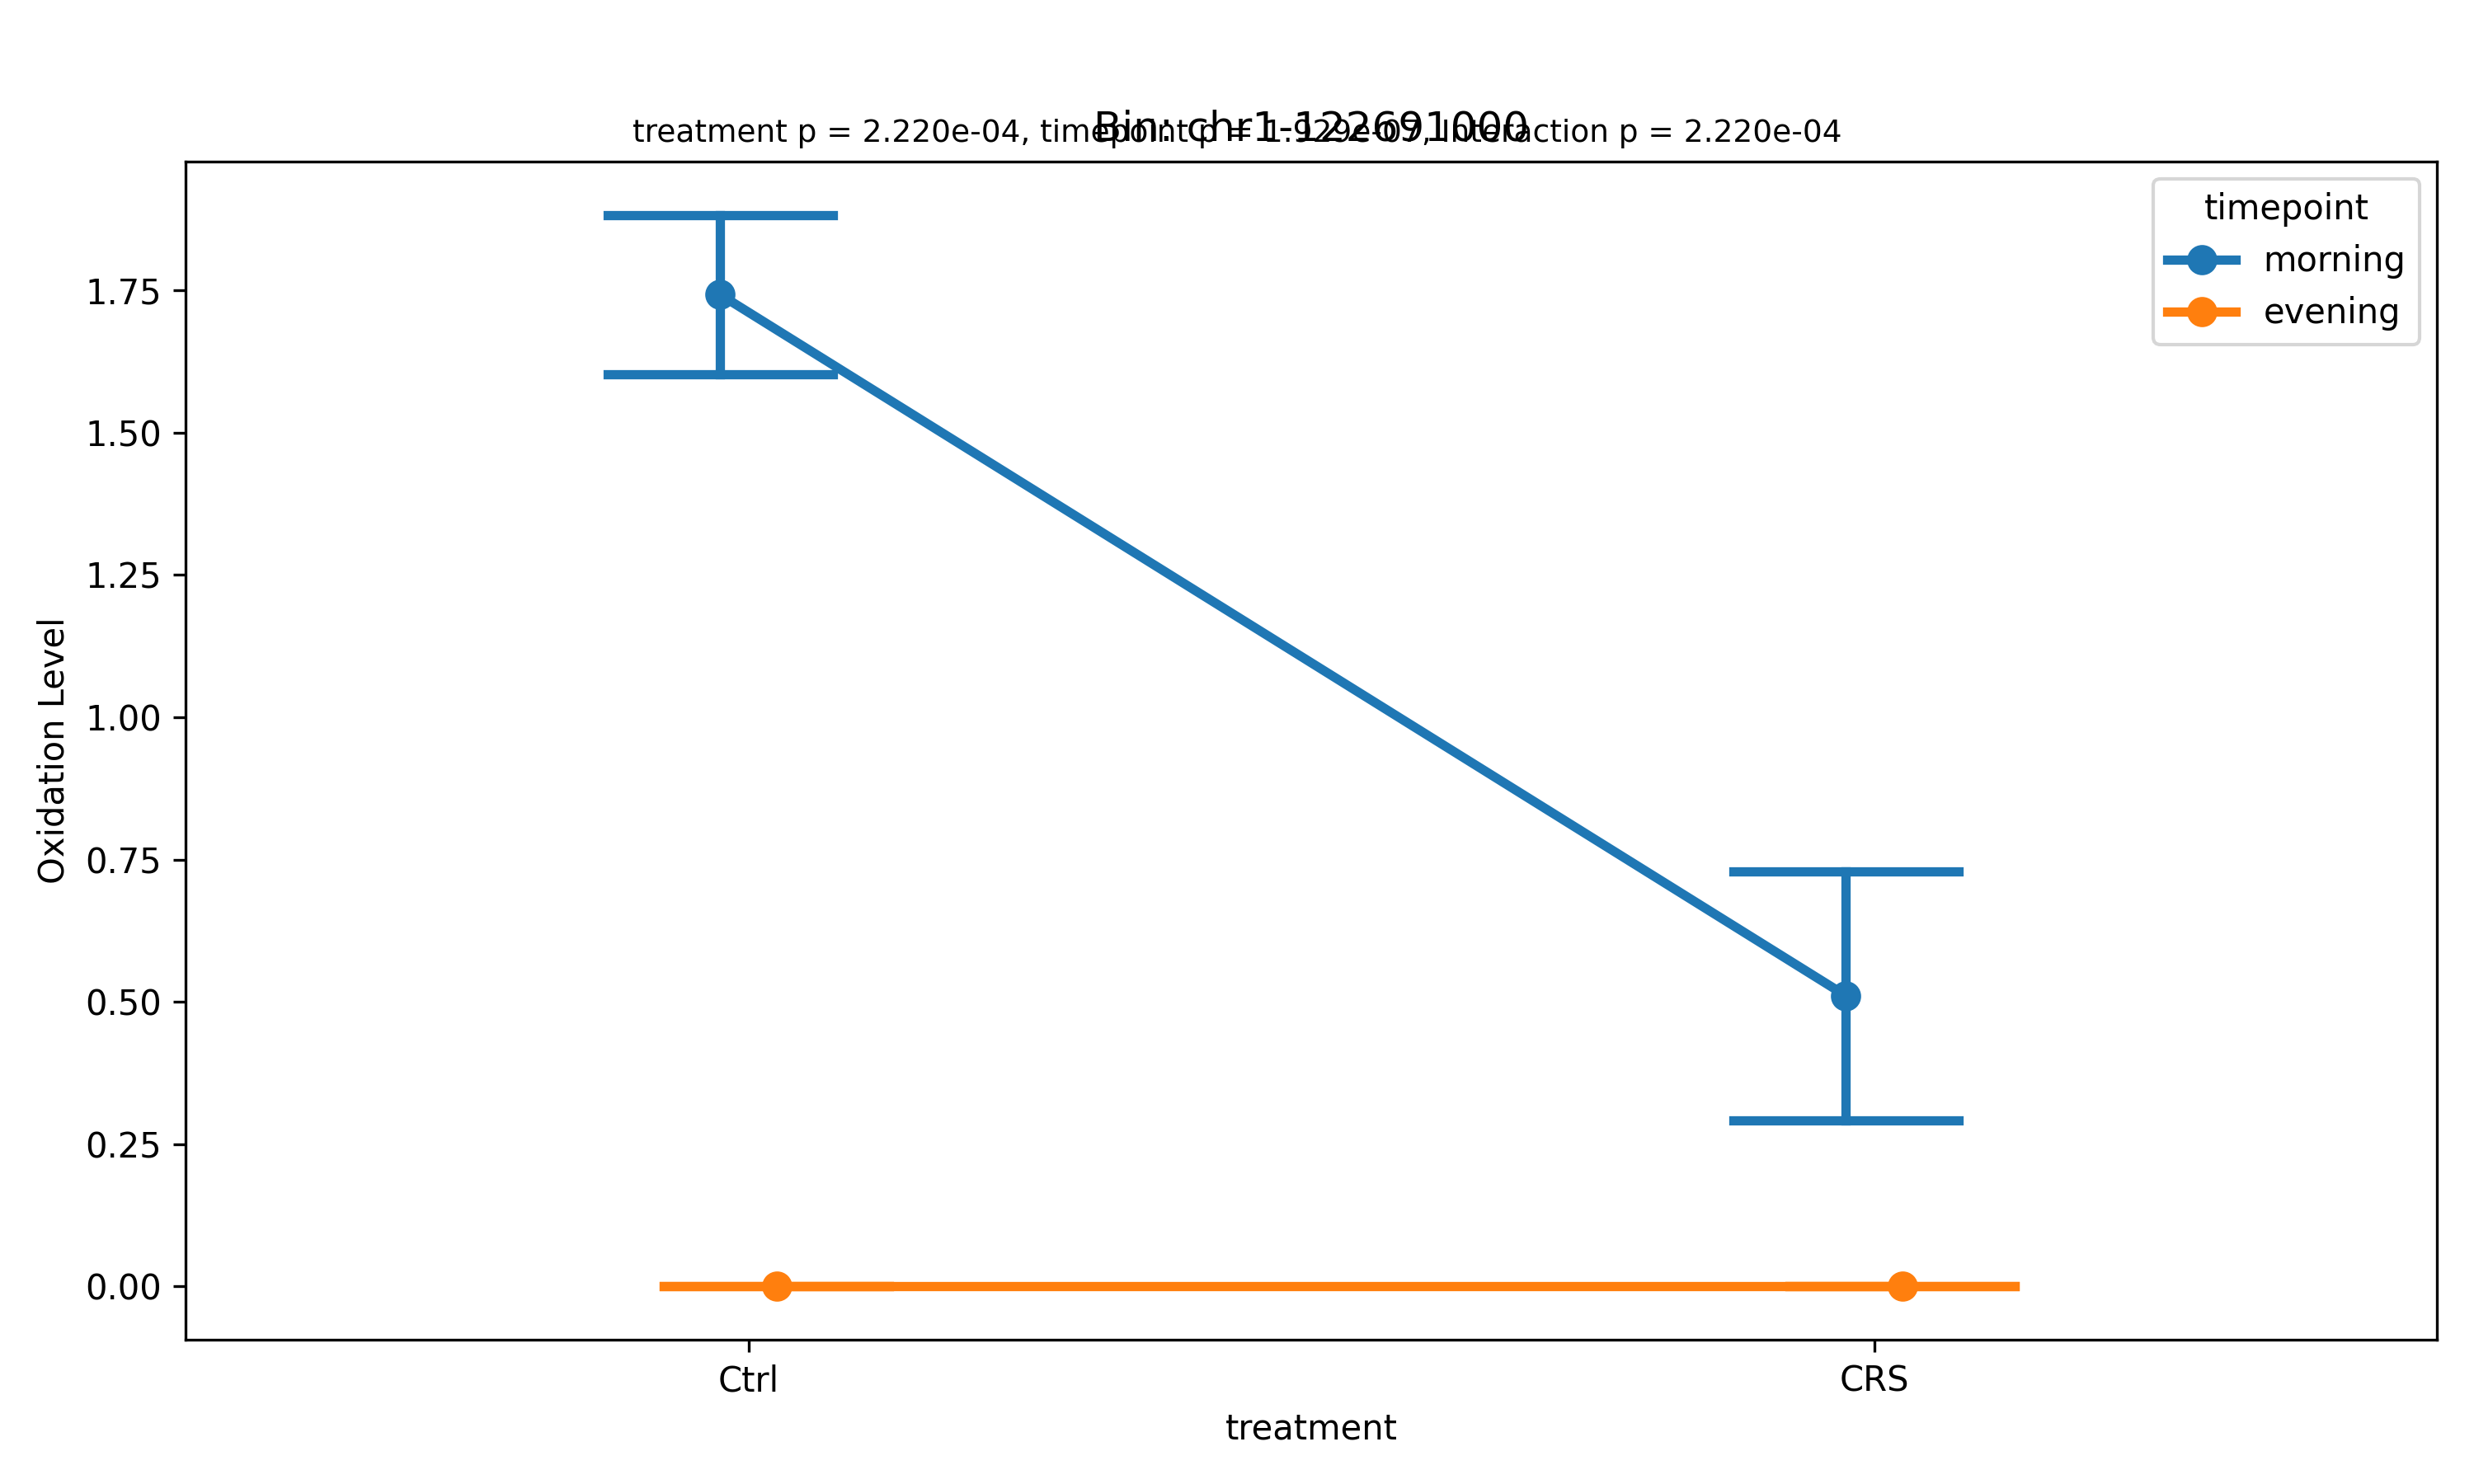 Bin: chr1-122691000
treatment p = 2.220e-04, timepoint p = 1.929e-07, Interaction p = 2.220e-04
timepoint
morning
evening
1.75
1.50
1.25
1.00
0.75
0.50
0.25
0.00
Oxidation Level
Ctrl
CRS
treatment